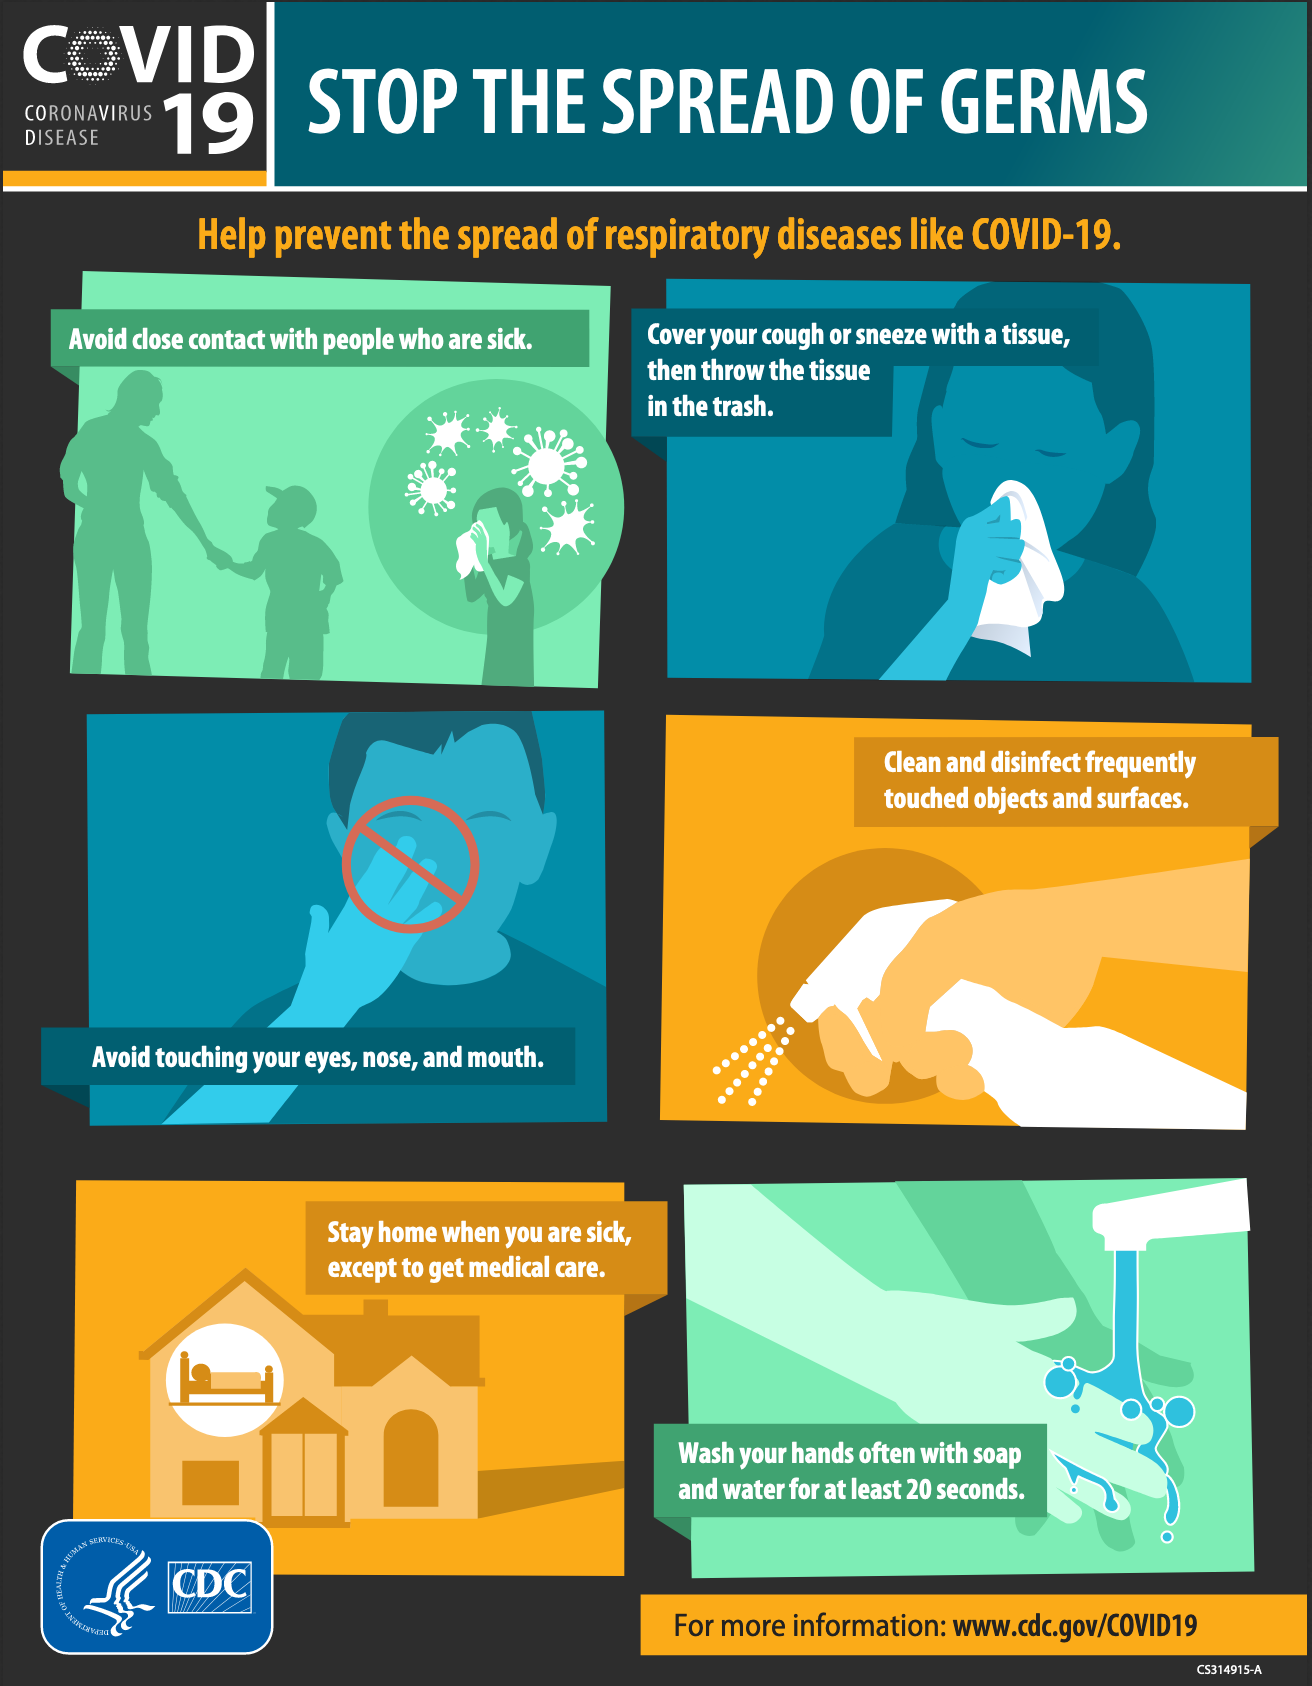 COVID
CORONAVIRUS
DISEASE
19
STOP THE SPREAD OF GERMS
Help prevent the spread of respiratory diseases like COVID-19.
Avoid close contact with people who are sick.
Cover your cough or sneeze with a tissue,
then throw the tissue
in the trash.
Avoid touching your eyes, nose, and mouth.
Clean and disinfect frequently
touched objects and surfaces.
Stay home when you are sick,
except to get medical care.
Wash your hands often with soap
and water for at least 20 seconds.
DEPARTMENT OF HEALTH & HUMAN SERVICES·USA
CDC
For more information: www.cdc.gov/COVID19
CS314915-A